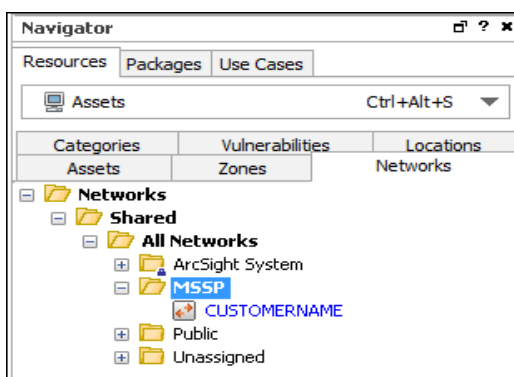 Navigator
Resources Packages Use Cases
Assets Ctrl+Alt+S
Categories Vulnerabilities Locations
Assets Zones Networks
Networks
Shared
All Networks
ArcSight System
MSSP
CUSTOMERNAME
Public
Unassigned